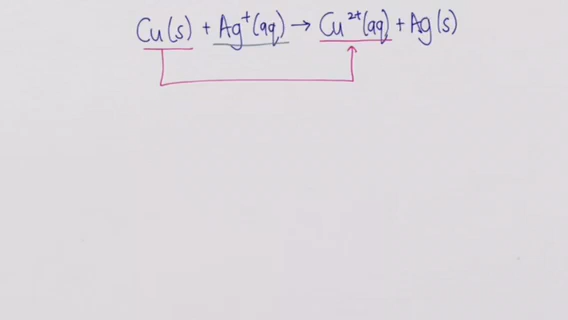 Cu(s) + Ag⁺(aq) → Cu²⁺(aq) + Ag(s)